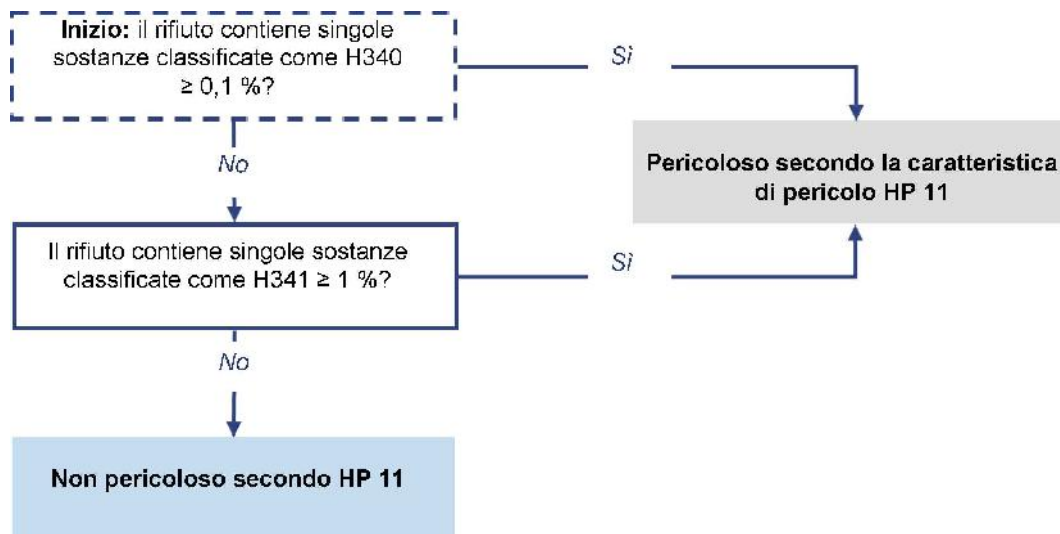 Inizio: il rifiuto contiene singole
sostanze classificate come H340
≥ 0,1 %?
Sì
Pericoloso secondo la caratteristica
di pericolo HP 11
No
Il rifiuto contiene singole sostanze
classificate come H341 ≥ 1 %?
Sì
No
Non pericoloso secondo HP 11